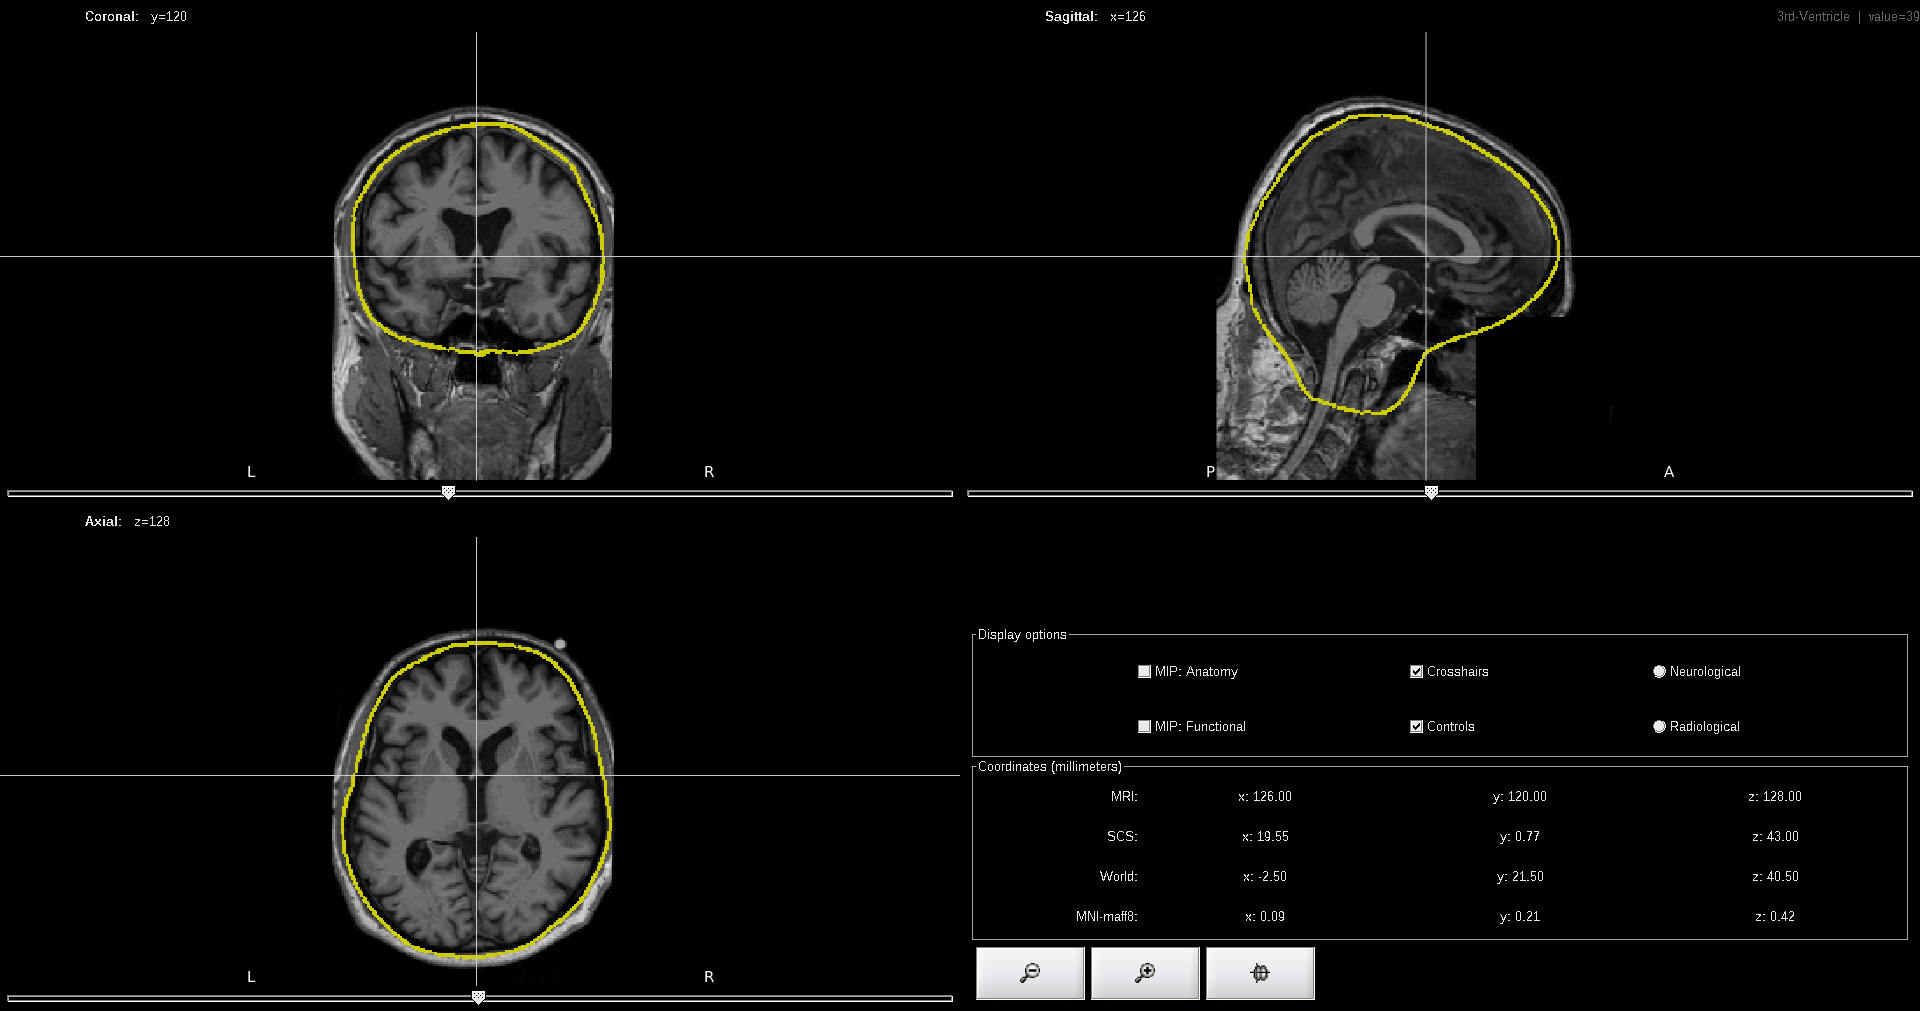 Coronal: y=120
Sagittal: x=126
3rd-Ventricle | value=39
L
R
P
A
Axial: z=128
L
R
Display options
MIP: Anatomy
Crosshairs
Neurological
MIP: Functional
Controls
Radiological
Coordinates (millimeters)
MRI: x: 126.00 y: 120.00 z: 128.00
SCS: x: 19.55 y: 0.77 z: 43.00
World: x: -2.50 y: 21.50 z: 40.50
MNI-maff8: x: 0.09 y: 0.21 z: 0.42